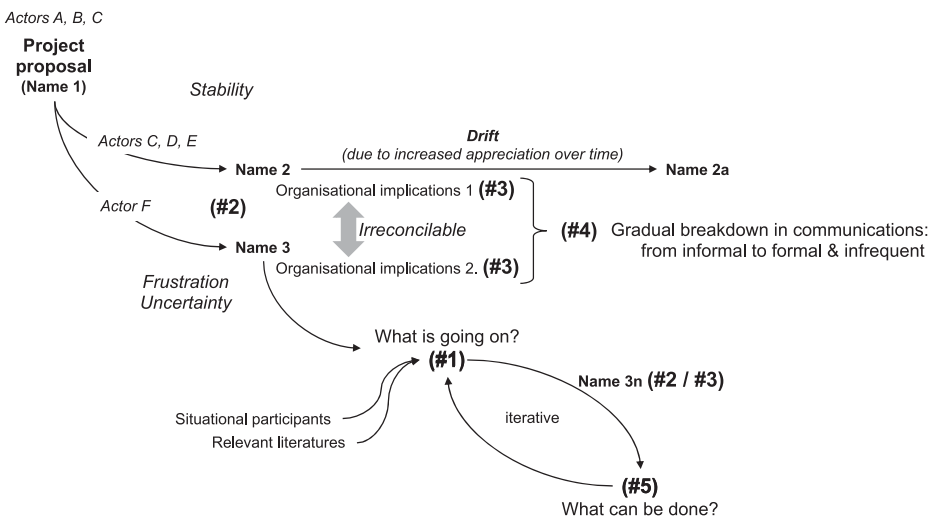 Actors A, B, C
Project
proposal
(Name 1)
Stability
Actors C, D, E
Drift
(due to increased appreciation over time)
Name 2
Name 2a
Organisational implications 1 (#3)
Actor F
(#2)
Irreconcilable
(#4) Gradual breakdown in communications:
from informal to formal & infrequent
Name 3
Organisational implications 2. (#3)
Frustration
Uncertainty
What is going on?
(#1)
Name 3n (#2 / #3)
Situational participants
iterative
Relevant literatures
(#5)
What can be done?